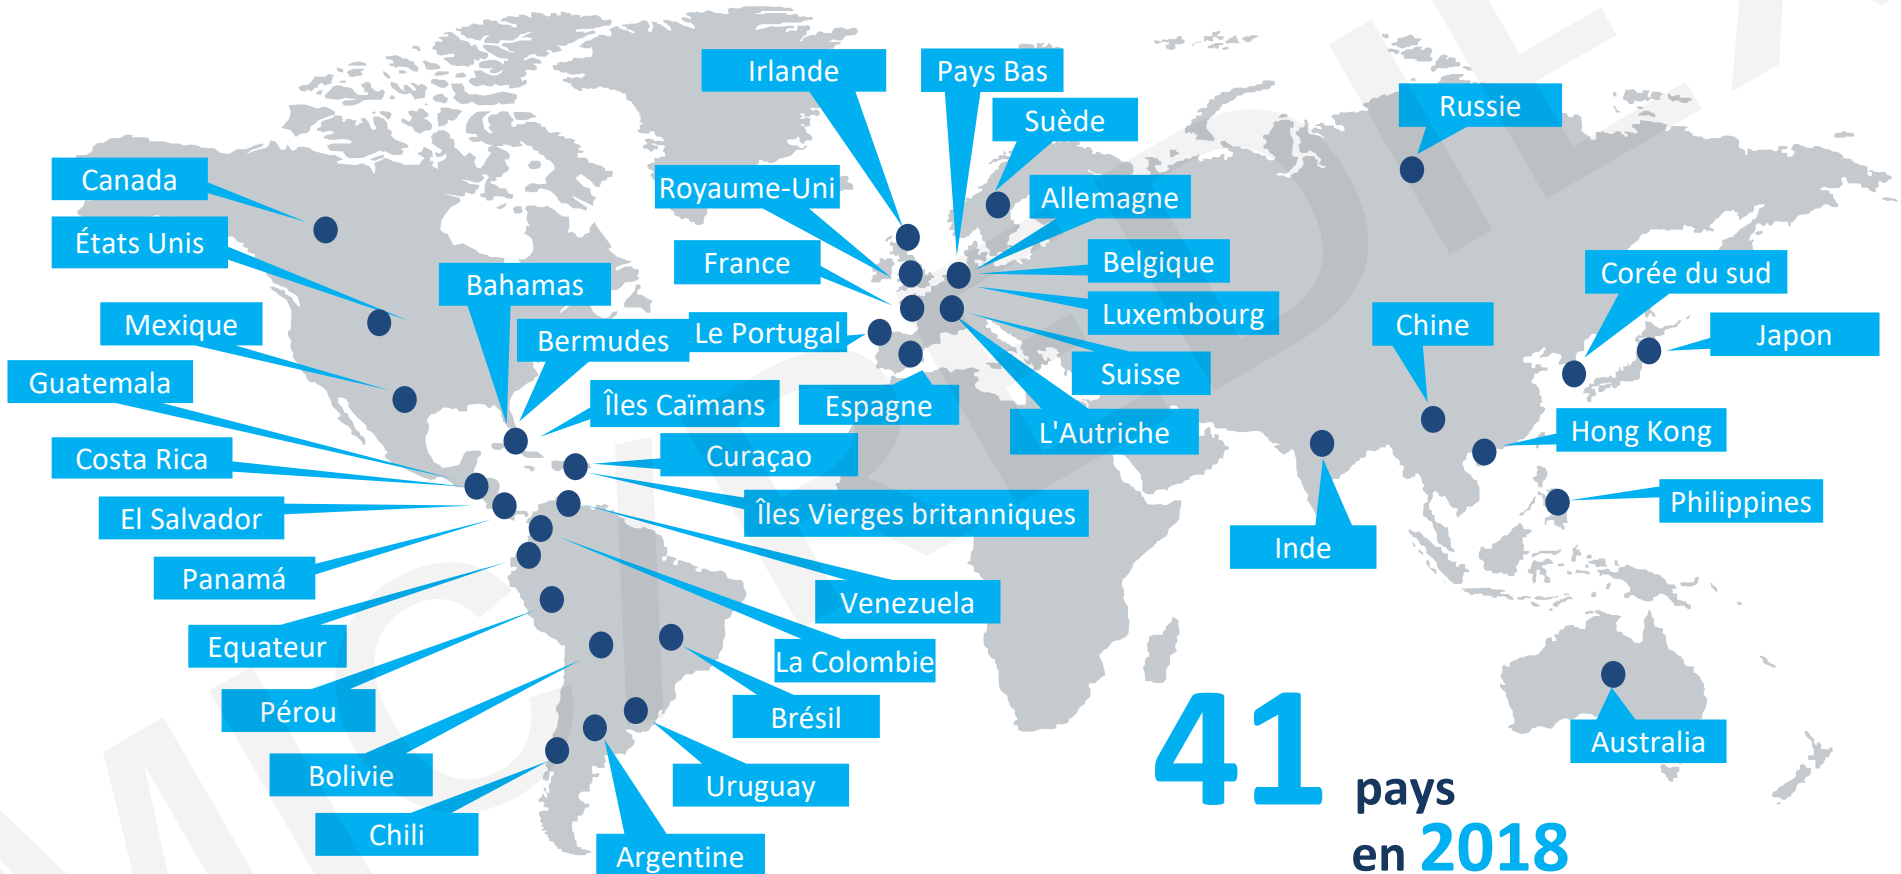 Irlande
Pays Bas
Russie
Suède
Canada
Royaume-Uni
Allemagne
États Unis
France
Belgique
Corée du sud
Bahamas
Luxembourg
Mexique
Bermudes
Le Portugal
Chine
Japon
Guatemala
Suisse
Îles Caïmans
Espagne
L'Autriche
Hong Kong
Costa Rica
Curaçao
El Salvador
Îles Vierges britanniques
Philippines
Inde
Panamá
Venezuela
Equateur
La Colombie
Pérou
Brésil
Australia
Bolivie
Uruguay
Chili
Argentine
41 pays
en 2018